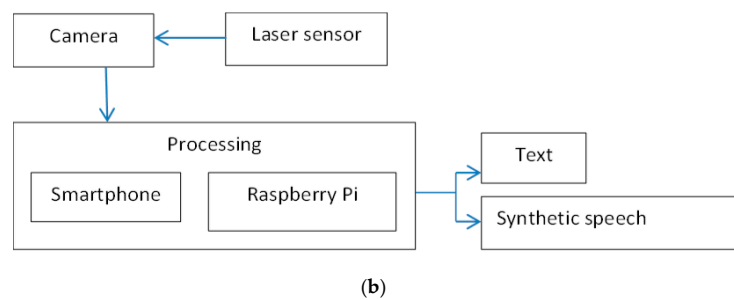 Camera
Laser sensor
Processing
Smartphone
Raspberry Pi
Text
Synthetic speech
(b)